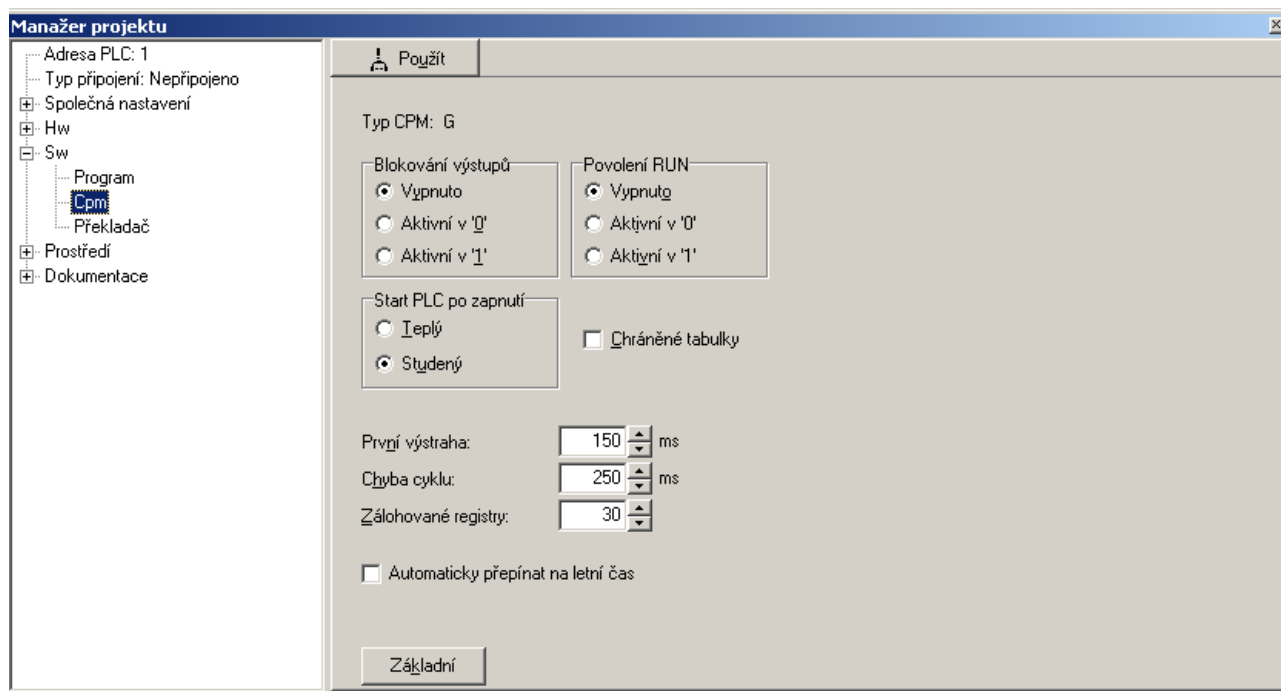 Manažer projektu
Adresa PLC: 1
Typ připojení: Nepřipojeno
Společná nastavení
Hw
Sw
Program
Cpm
Překladač
Prostředí
Dokumentace
Použít
Typ CPM: G
Blokování výstupů
Vypnuto
Aktivní v '0'
Aktivní v '1'
Povolení RUN
Vypnuto
Aktivní v '0'
Aktivní v '1'
Start PLC po zapnutí
Teplý
Studený
Chráněné tabulky
První výstraha: 150 ms
Chyba cyklu: 250 ms
Zálohované registry: 30
Automaticky přepínat na letní čas
Základní